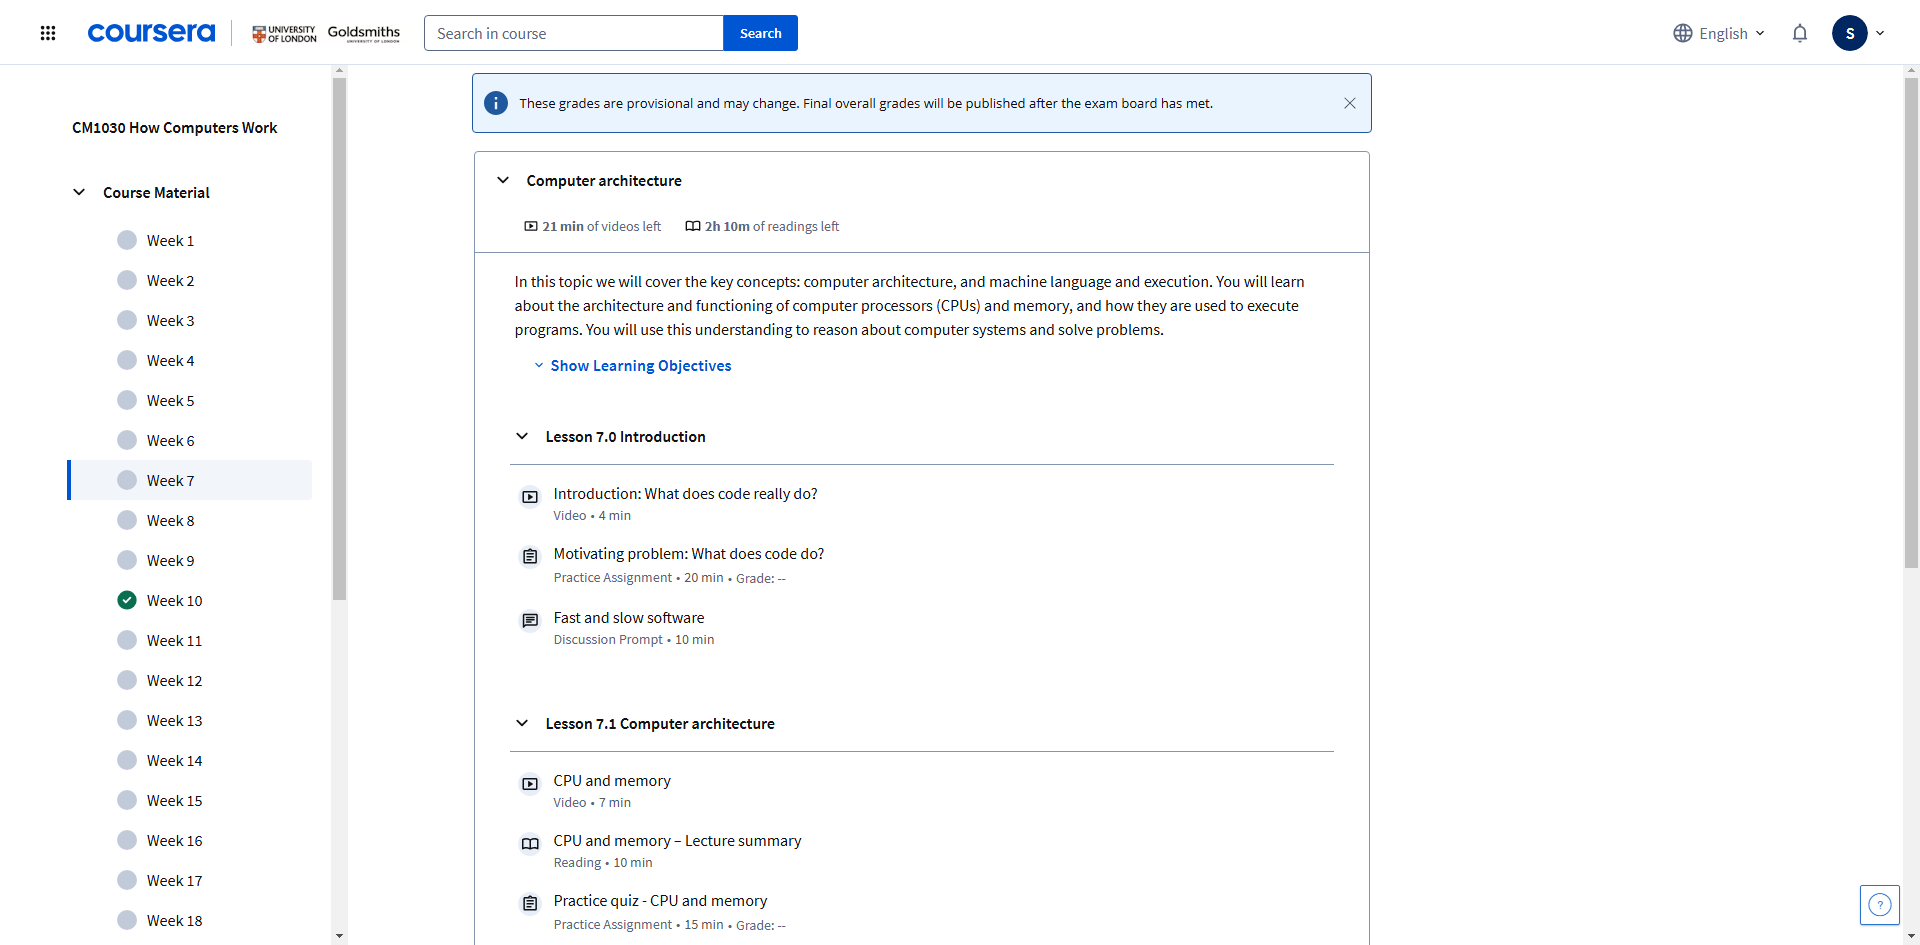 coursera
UNIVERSITY OF LONDON
Goldsmiths
UNIVERSITY OF LONDON
Search in course
Search
English
S
CM1030 How Computers Work
Course Material
Week 1
Week 2
Week 3
Week 4
Week 5
Week 6
Week 7
Week 8
Week 9
Week 10
Week 11
Week 12
Week 13
Week 14
Week 15
Week 16
Week 17
Week 18
These grades are provisional and may change. Final overall grades will be published after the exam board has met.
Computer architecture
21 min of videos left 2h 10m of readings left
In this topic we will cover the key concepts: computer architecture, and machine language and execution. You will learn
about the architecture and functioning of computer processors (CPUs) and memory, and how they are used to execute
programs. You will use this understanding to reason about computer systems and solve problems.
Show Learning Objectives
Lesson 7.0 Introduction
Introduction: What does code really do?
Video • 4 min
Motivating problem: What does code do?
Practice Assignment • 20 min • Grade: --
Fast and slow software
Discussion Prompt • 10 min
Lesson 7.1 Computer architecture
CPU and memory
Video • 7 min
CPU and memory – Lecture summary
Reading • 10 min
Practice quiz - CPU and memory
Practice Assignment • 15 min • Grade: --